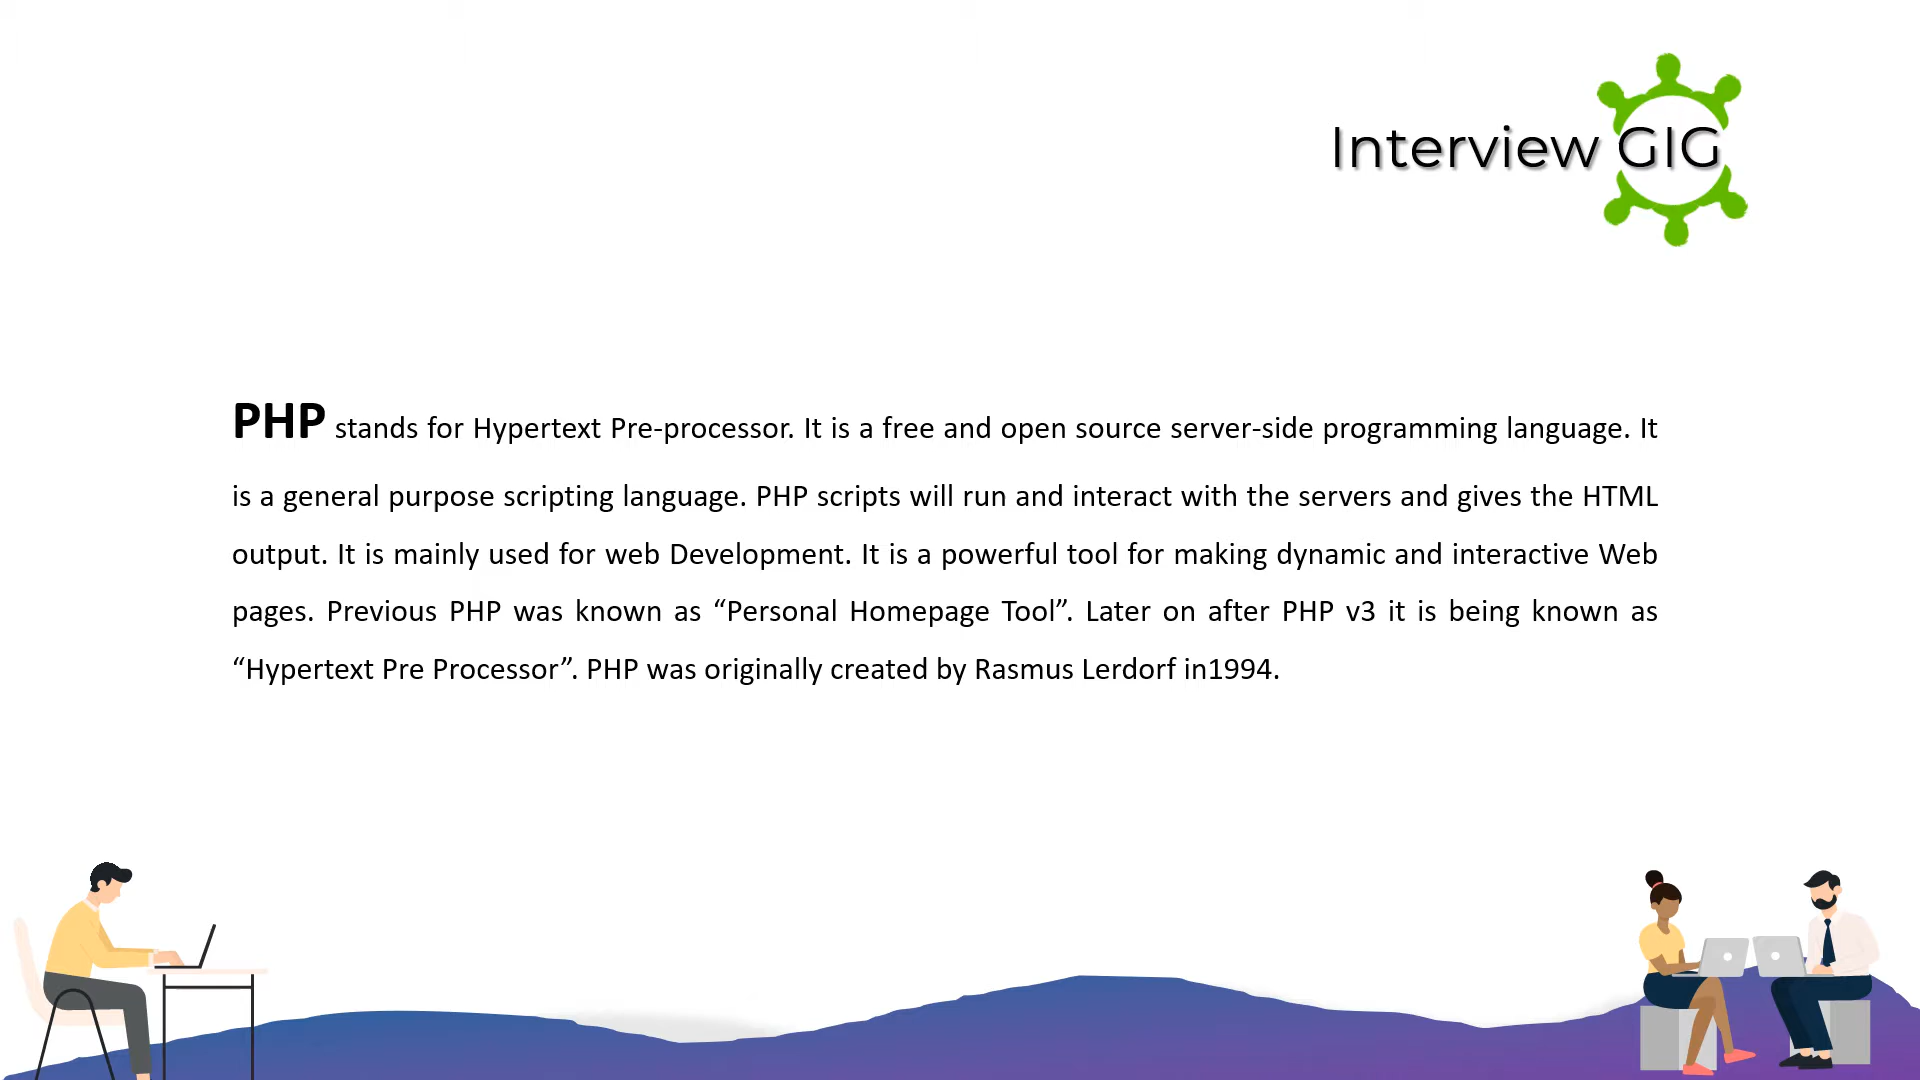 Interview GIG
PHP stands for Hypertext Pre-processor. It is a free and open source server-side programming language. It
is a general purpose scripting language. PHP scripts will run and interact with the servers and gives the HTML
output. It is mainly used for web Development. It is a powerful tool for making dynamic and interactive Web
pages. Previous PHP was known as “Personal Homepage Tool”. Later on after PHP v3 it is being known as
“Hypertext Pre Processor”. PHP was originally created by Rasmus Lerdorf in1994.